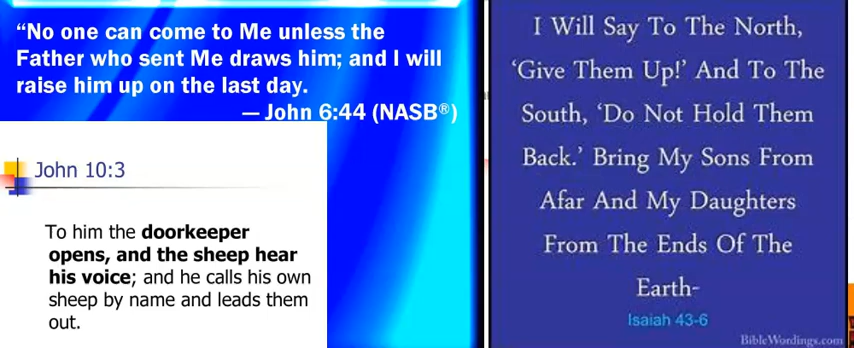 “No one can come to Me unless the
Father who sent Me draws him; and I will
raise him up on the last day.
— John 6:44 (NASB®)
John 10:3
To him the doorkeeper
opens, and the sheep hear
his voice; and he calls his own
sheep by name and leads them
out.
I Will Say To The North,
‘Give Them Up!’ And To The
South, ‘Do Not Hold Them
Back.’ Bring My Sons From
Afar And My Daughters
From The Ends Of The
Earth-
Isaiah 43-6
BibleWordings.com